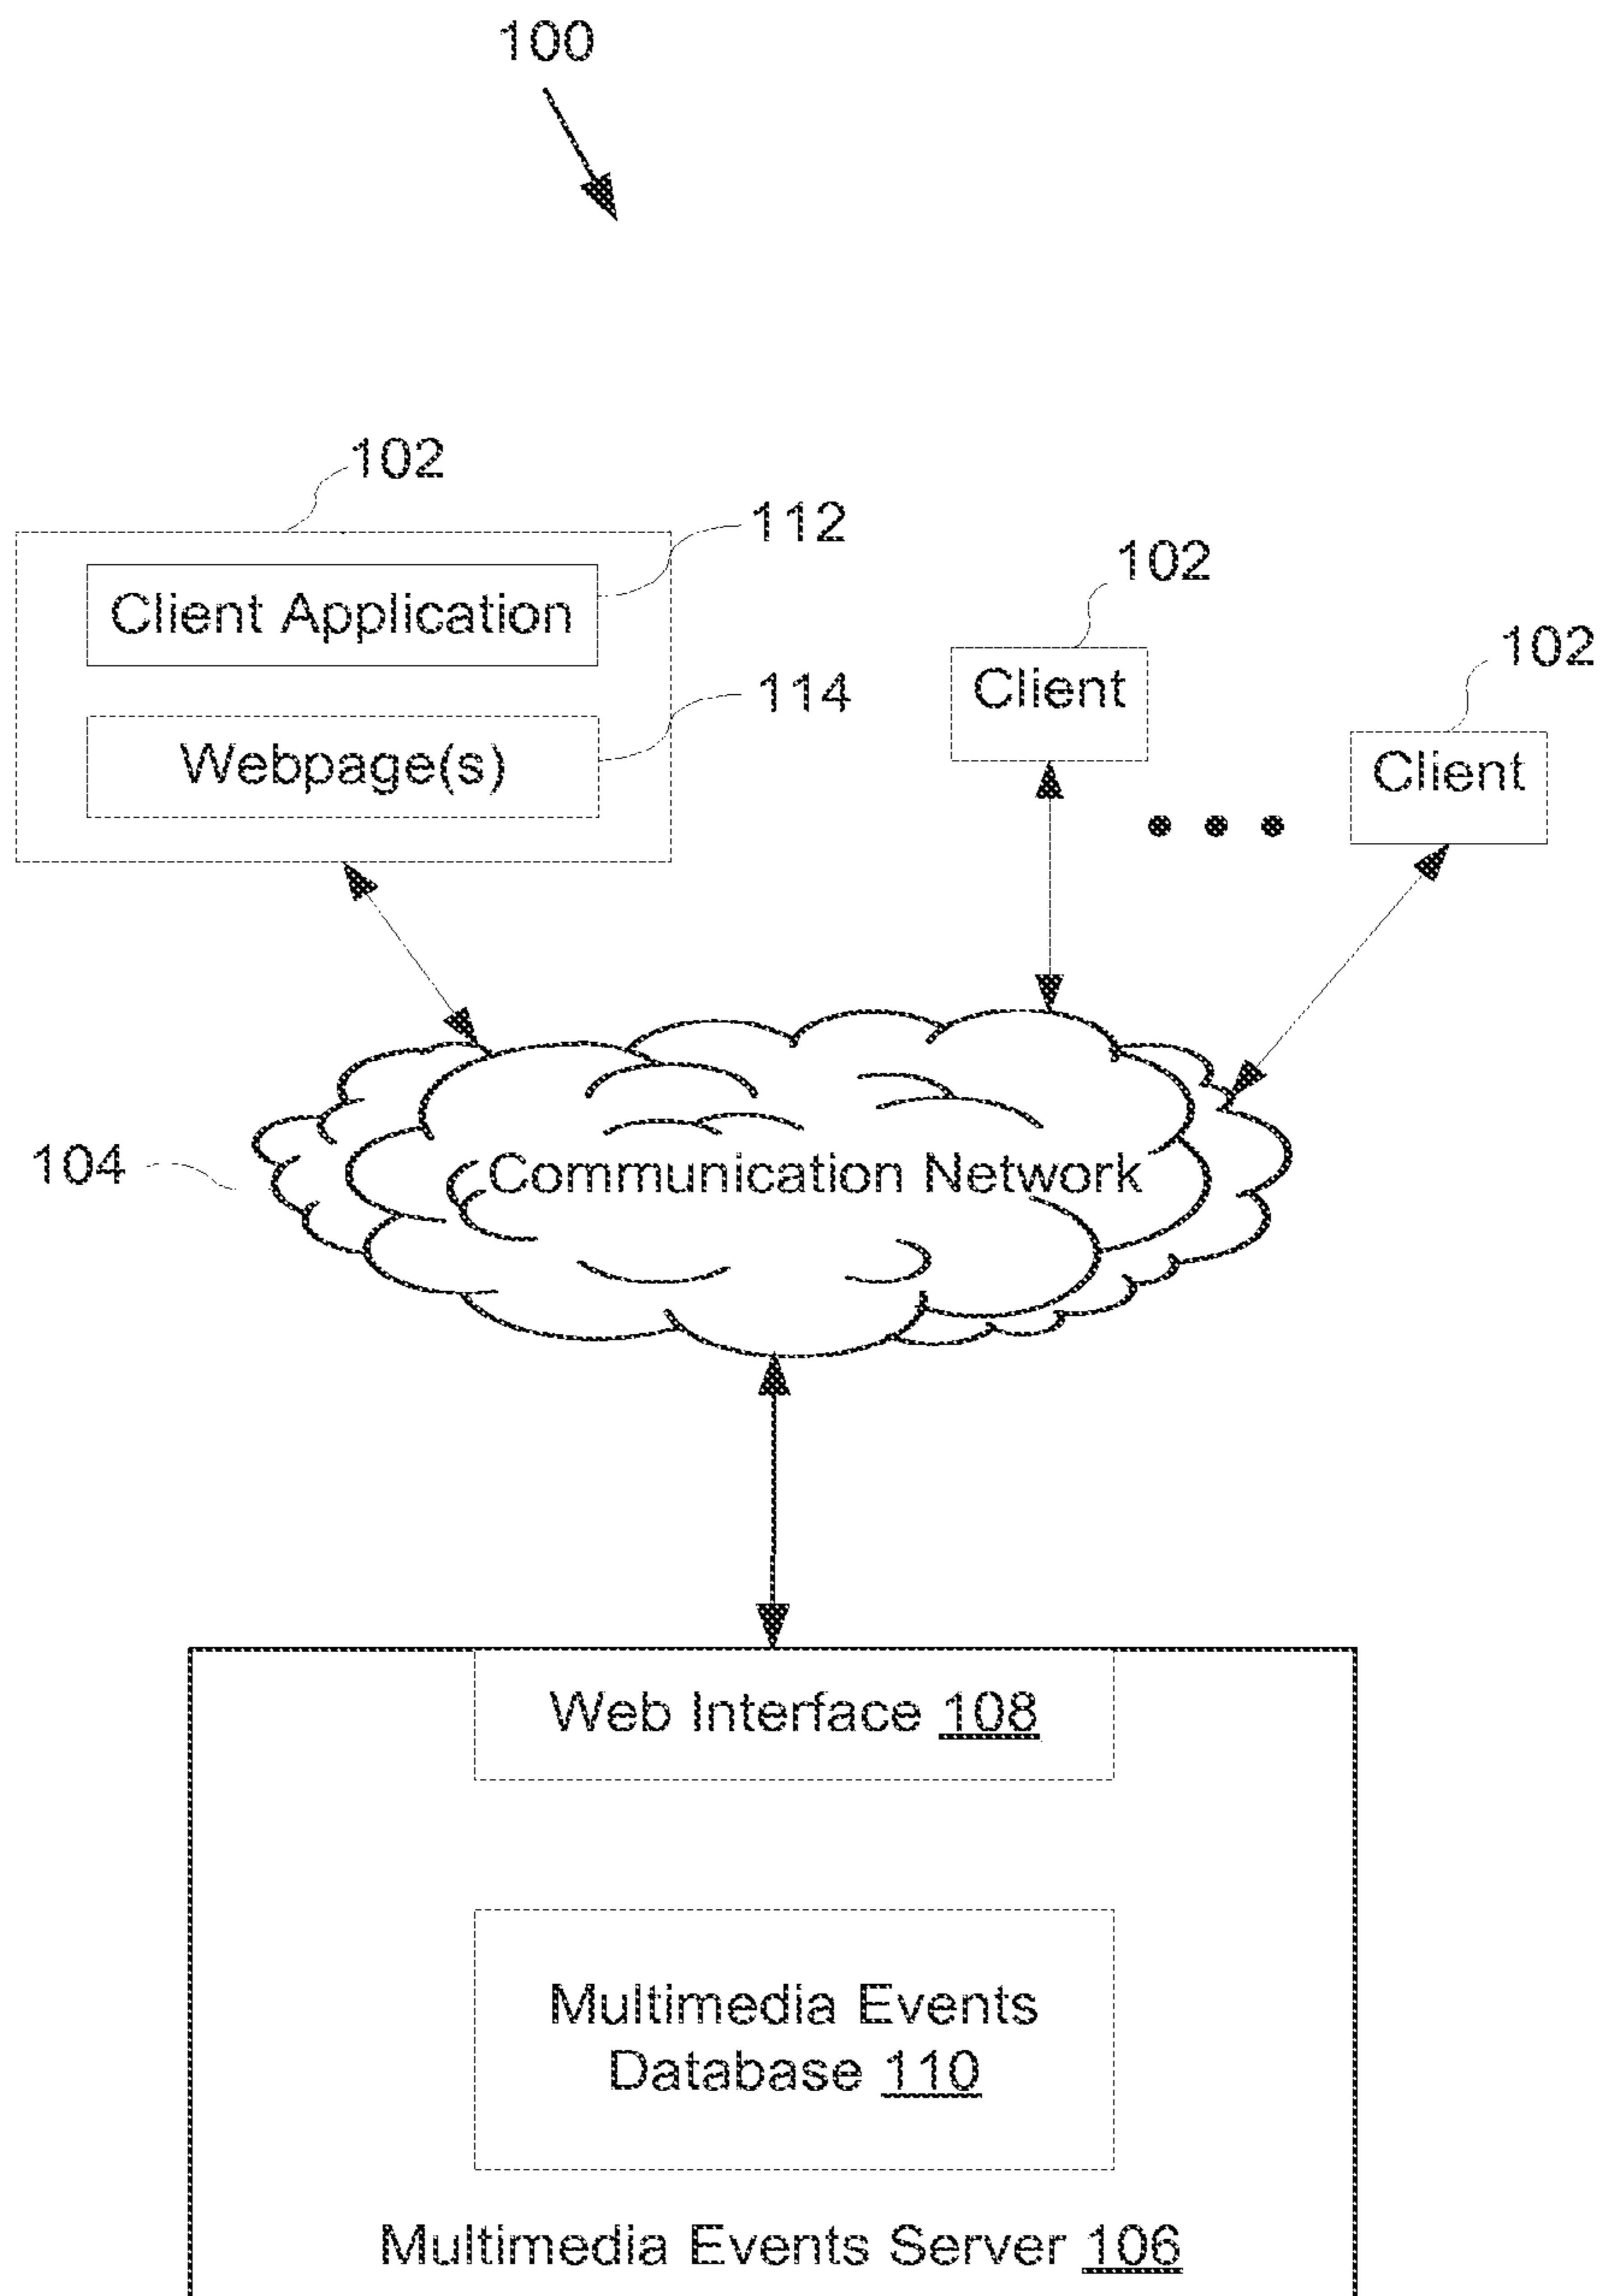 100
102
112
Client Application
114
Webpage(s)
102
Client
102
Client
104
Communication Network
Web Interface 108
Multimedia Events
Database 110
Multimedia Events Server 106